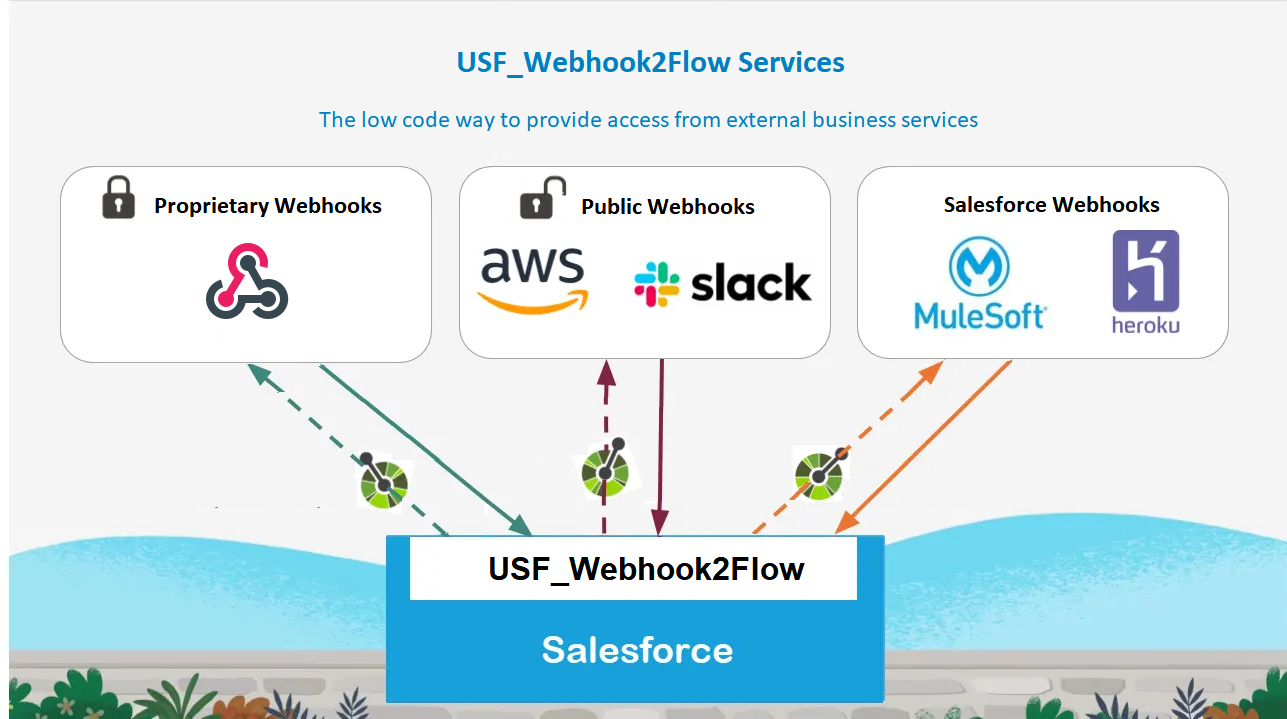 USF_Webhook2Flow Services
The low code way to provide access from external business services
Proprietary Webhooks
Public Webhooks
Salesforce Webhooks
aws
slack
MuleSoft
heroku
USF_Webhook2Flow
Salesforce